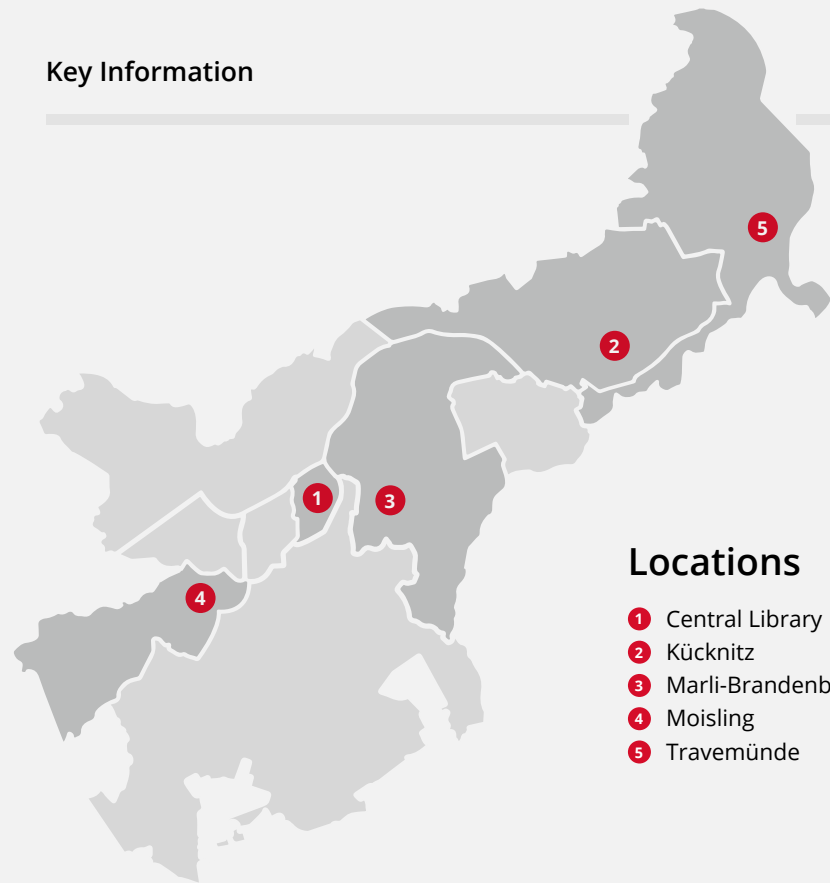 Key Information
5
2
1
3
4
Locations
1 Central Library
2 Kücknitz
3 Marli-Brandenb
4 Moisling
5 Travemünde